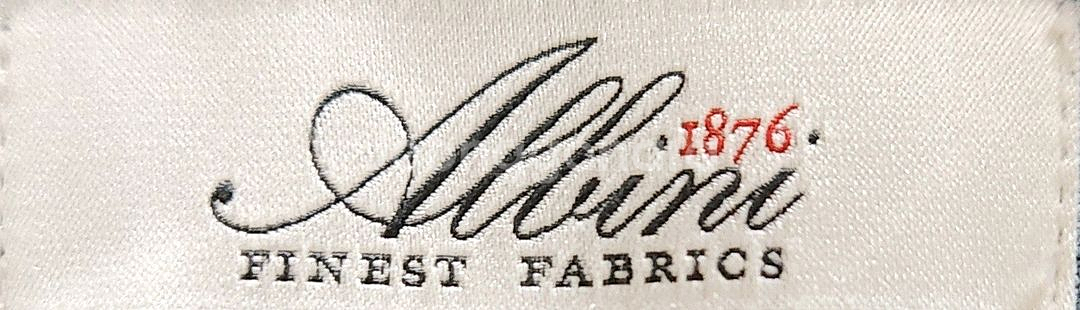 Albini
·1876·
FINEST FABRICS